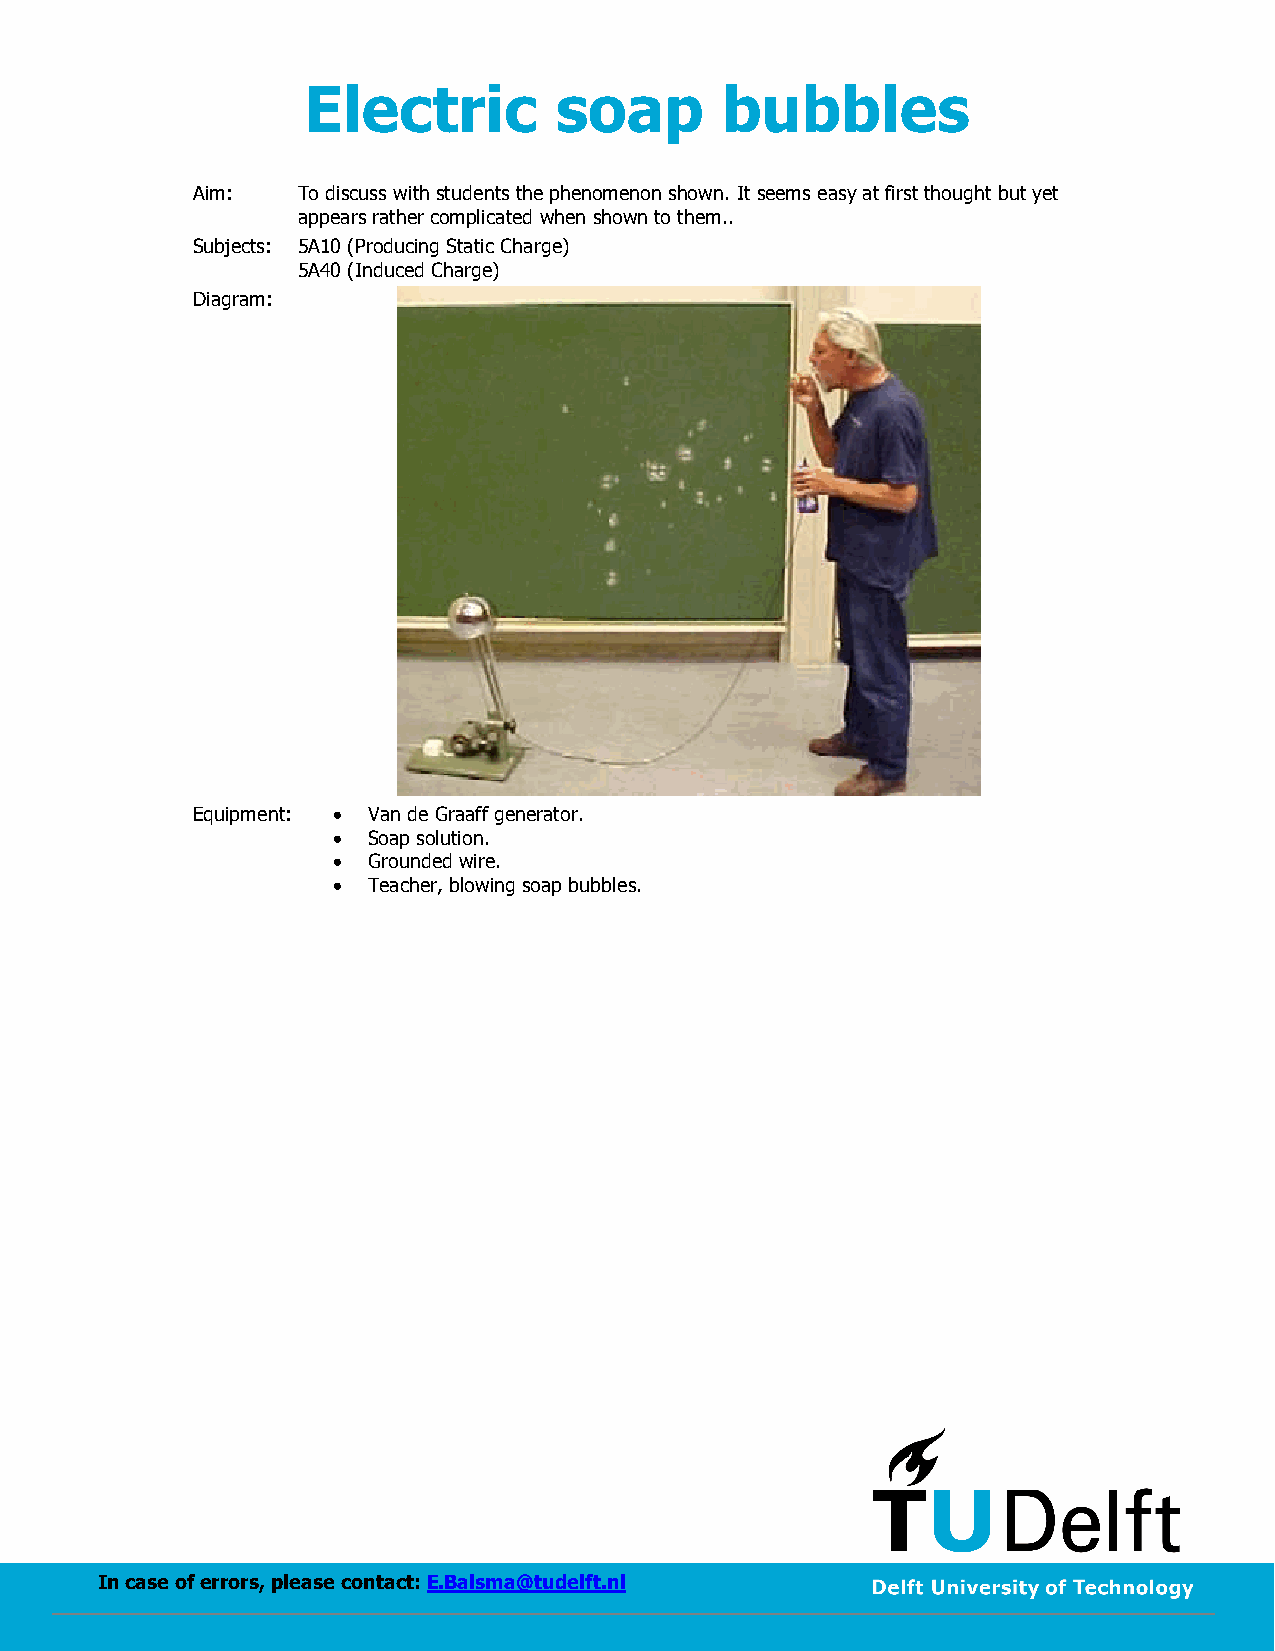 Electric soap bubbles
Aim: To discuss with students the phenomenon shown. It seems easy at first thought but yet
appears rather complicated when shown to them..
Subjects: 5A10 (Producing Static Charge)
5A40 (Induced Charge)
Diagram:
Equipment: • Van de Graaff generator.
• Soap solution.
• Grounded wire.
• Teacher, blowing soap bubbles.
TUDelft
In case of errors, please contact: E.Balsma@tudelft.nl
Delft University of Technology